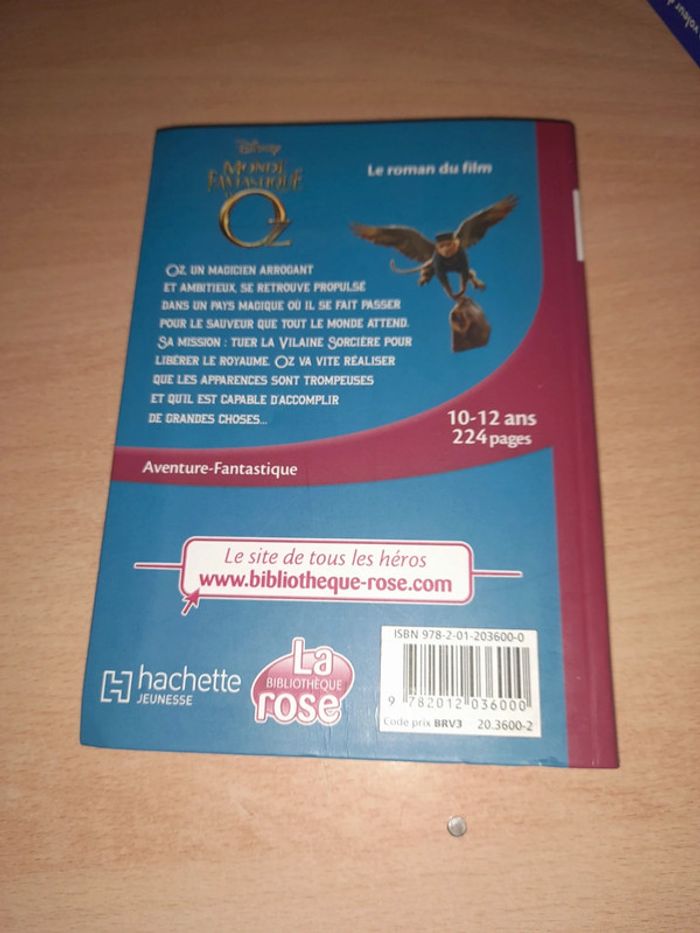 voleur d
Disney
MONDE
FANTASTIQUE
OZ
Le roman du film
OZ, UN MAGICIEN ARROGANT
ET AMBITIEUX, SE RETROUVE PROPULSÉ
DANS UN PAYS MAGIQUE OÙ IL SE FAIT PASSER
POUR LE SAUVEUR QUE TOUT LE MONDE ATTEND.
SA MISSION : TUER LA VILAINE SORCIÈRE POUR
LIBÉRER LE ROYAUME. OZ VA VITE RÉALISER
QUE LES APPARENCES SONT TROMPEUSES
ET QU'IL EST CAPABLE D'ACCOMPLIR
DE GRANDES CHOSES...
10-12 ans
224 pages
Aventure-Fantastique
Le site de tous les héros
www.bibliotheque-rose.com
hachette
JEUNESSE
La
BIBLIOTHÈQUE
rose
ISBN 978-2-01-203600-0
9 782012 036000
Code prix BRV3 20.3600-2